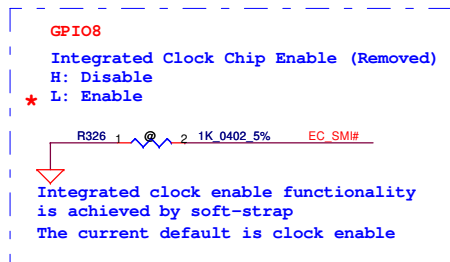 GPIO8
Integrated Clock Chip Enable (Removed)
H: Disable
* L: Enable
R326 1 @ 2 1K_0402_5% EC_SMI#
Integrated clock enable functionality
is achieved by soft-strap
The current default is clock enable